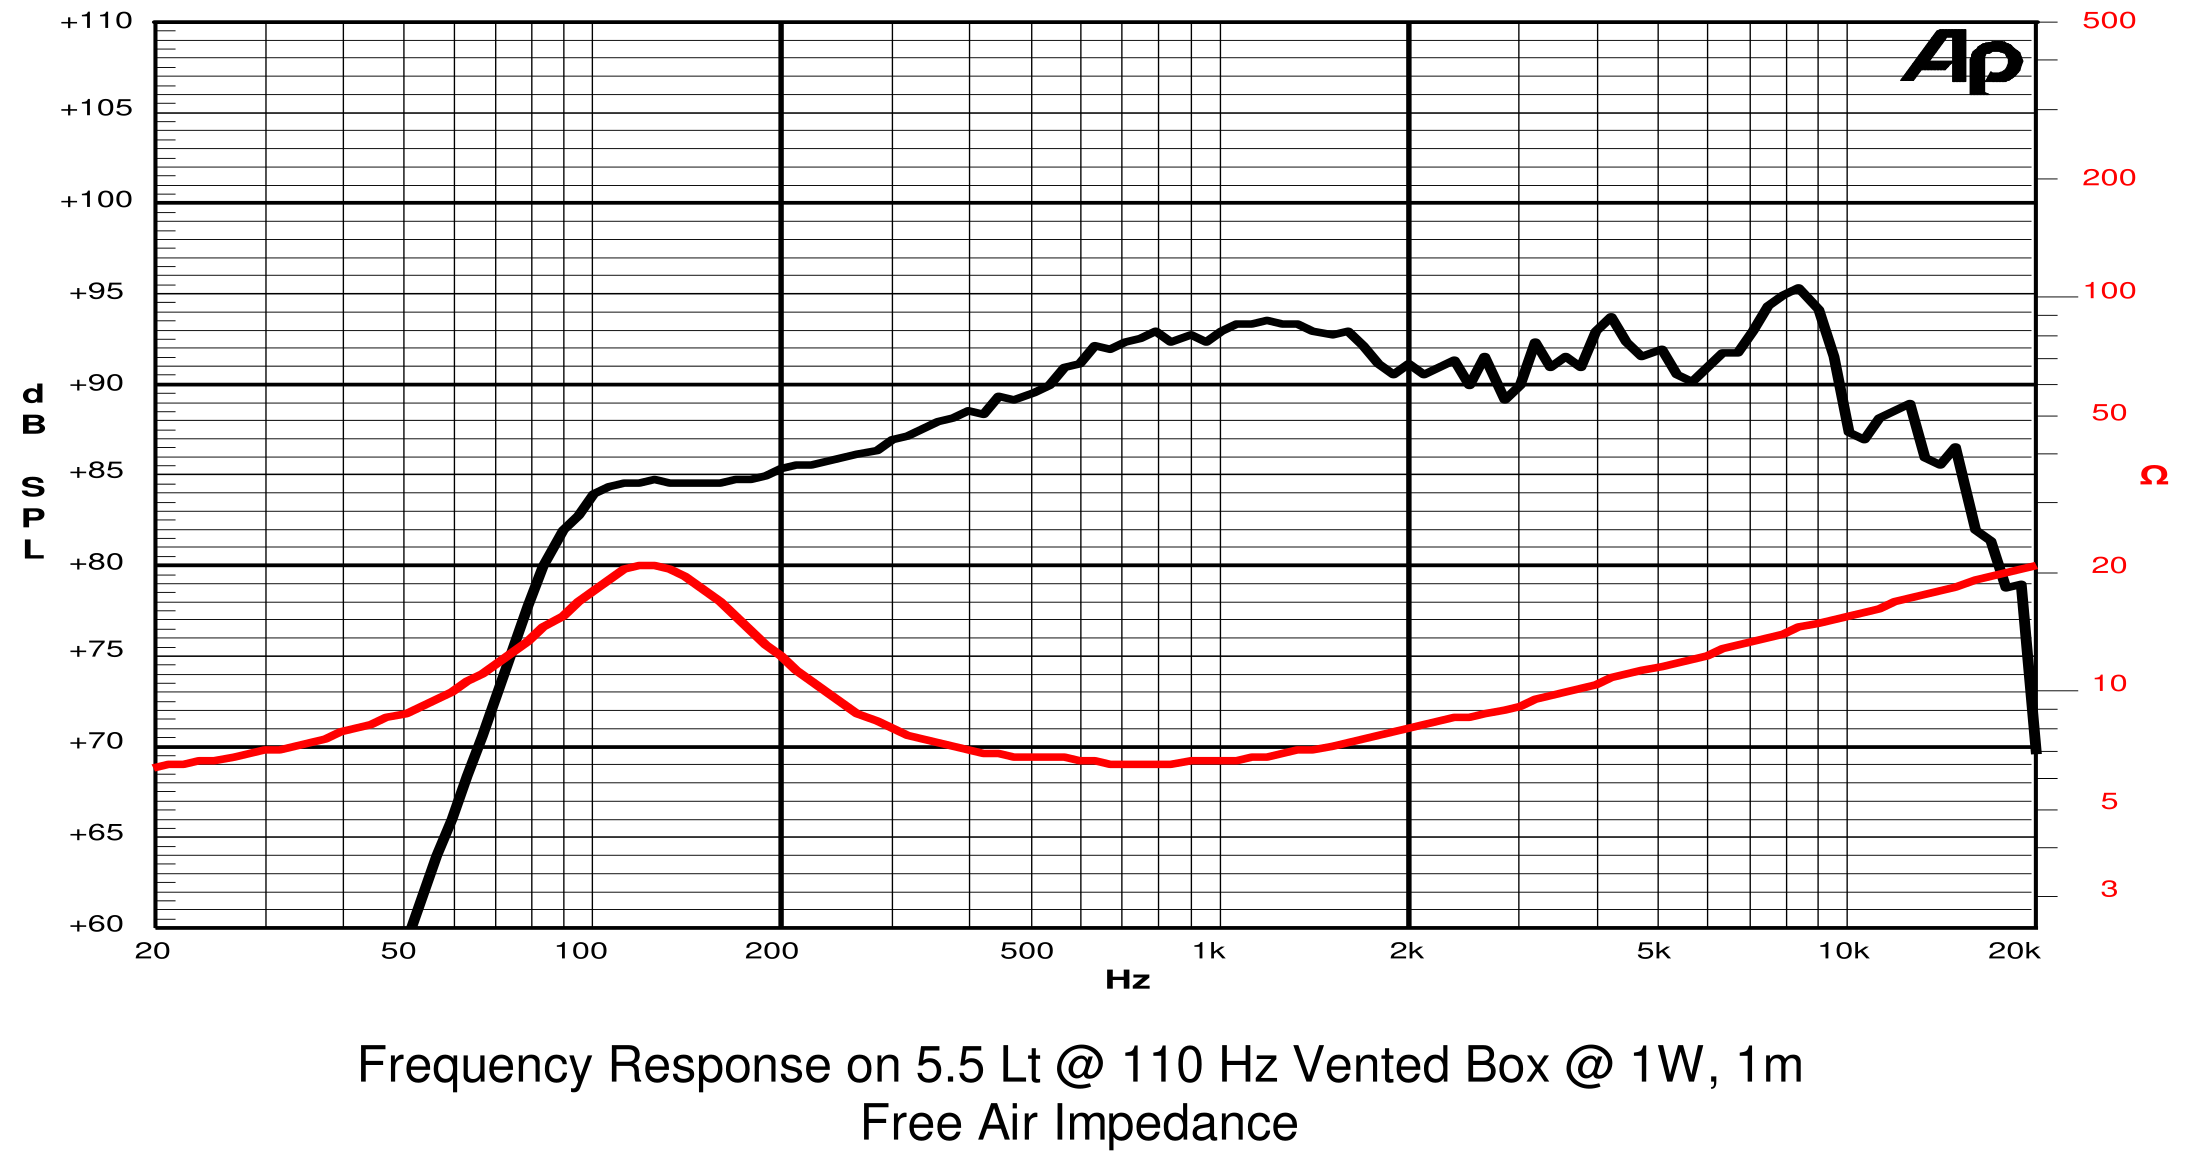 +110
+105
+100
+95
+90
+85
+80
+75
+70
+65
+60
dB SPL
500
200
100
50
20
10
5
3
Ω
20 50 100 200 500 1k 2k 5k 10k 20k
Hz
Ap
Frequency Response on 5.5 Lt @ 110 Hz Vented Box @ 1W, 1m
Free Air Impedance